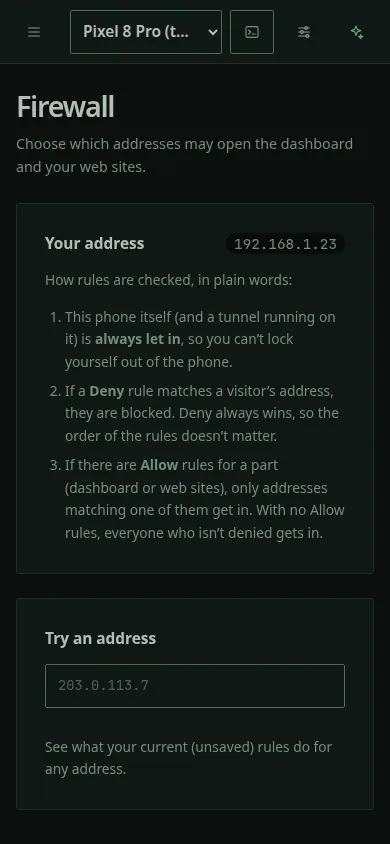 Pixel 8 Pro (t...
Firewall
Choose which addresses may open the dashboard
and your web sites.
Your address
192.168.1.23
How rules are checked, in plain words:
1. This phone itself (and a tunnel running on
it) is always let in, so you can’t lock
yourself out of the phone.
2. If a Deny rule matches a visitor’s address,
they are blocked. Deny always wins, so the
order of the rules doesn’t matter.
3. If there are Allow rules for a part
(dashboard or web sites), only addresses
matching one of them get in. With no Allow
rules, everyone who isn’t denied gets in.
Try an address
203.0.113.7
See what your current (unsaved) rules do for
any address.